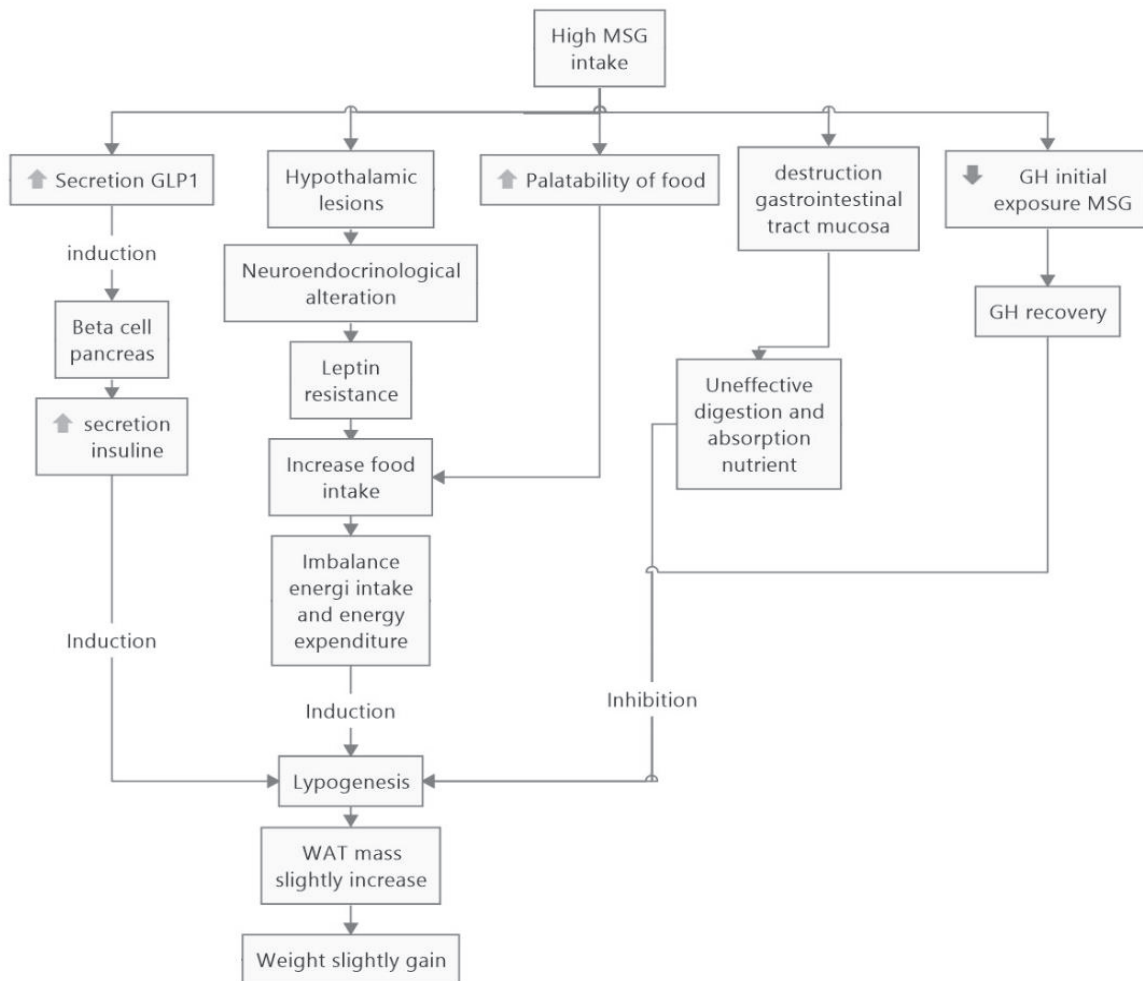 High MSG
intake
Secretion GLP1
Hypothalamic
lesions
Palatability of food
destruction
gastrointestinal
tract mucosa
GH initial
exposure MSG
induction
Neuroendocrinological
alteration
GH recovery
Beta cell
pancreas
Leptin
resistance
Uneffective
digestion and
absorption
nutrient
secretion
insuline
Increase food
intake
Imbalance
energi intake
and energy
expenditure
Induction
Induction
Inhibition
Lypogenesis
WAT mass
slightly increase
Weight slightly gain